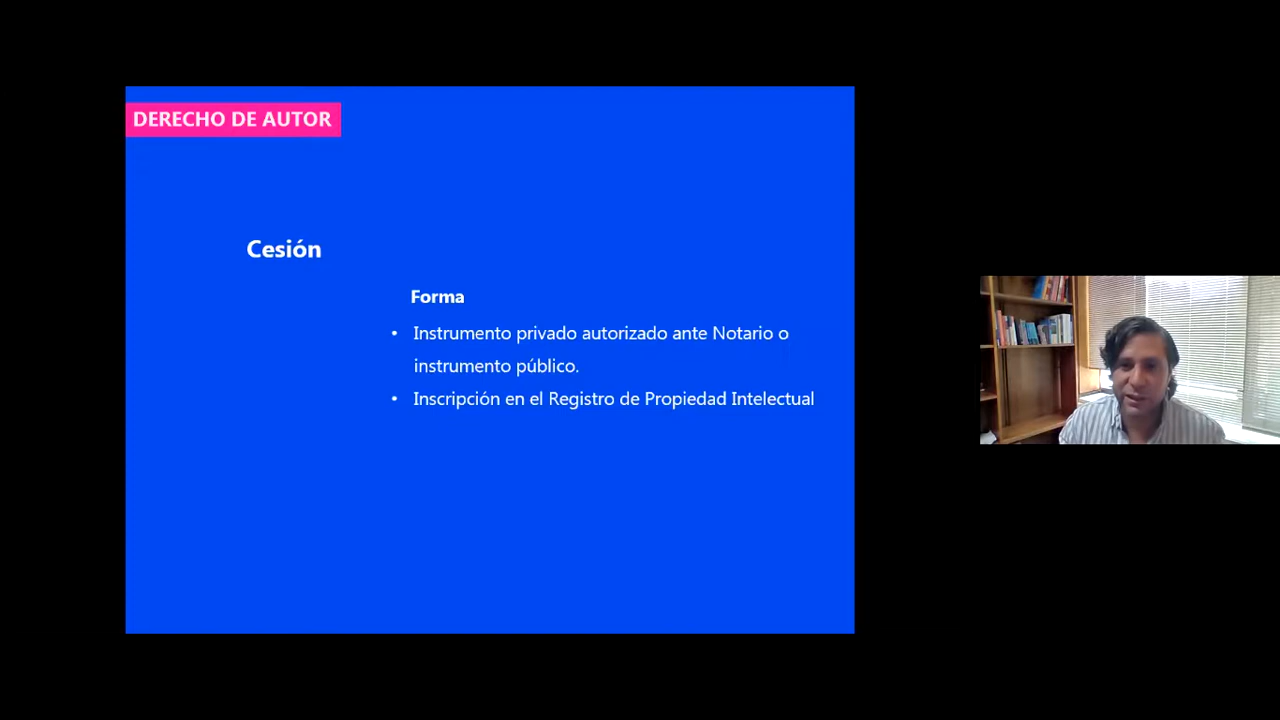 DERECHO DE AUTOR
Cesión
Forma
• Instrumento privado autorizado ante Notario o
instrumento público.
• Inscripción en el Registro de Propiedad Intelectual